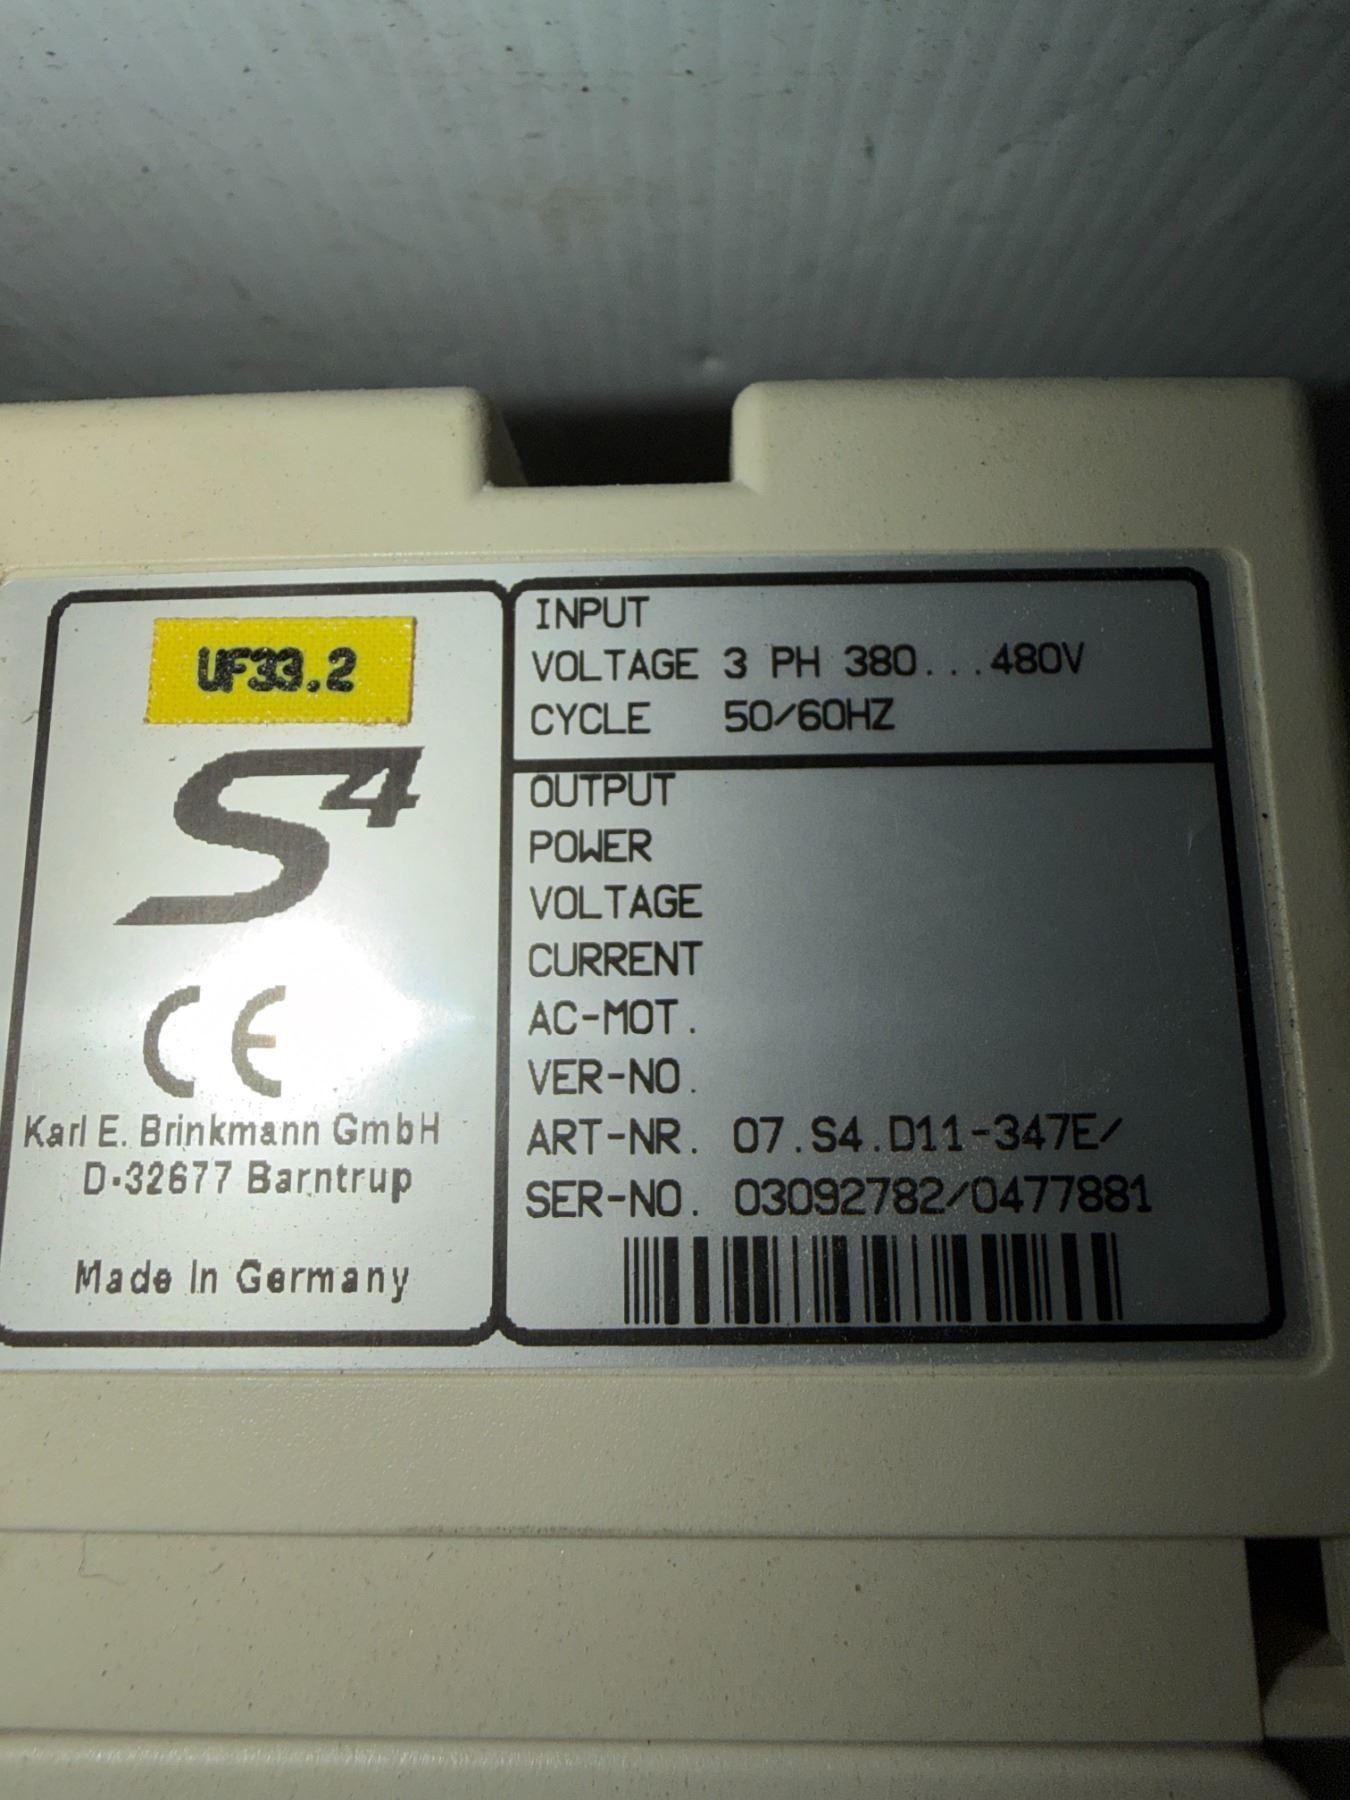 UF33.2
S4
CE
Karl E. Brinkmann GmbH
D-32677 Barntrup
Made In Germany
INPUT
VOLTAGE 3 PH 380...480V
CYCLE 50/60HZ
OUTPUT
POWER
VOLTAGE
CURRENT
AC-MOT.
VER-NO.
ART-NR. 07.S4.D11-347E/
SER-NO. 03092782/0477881